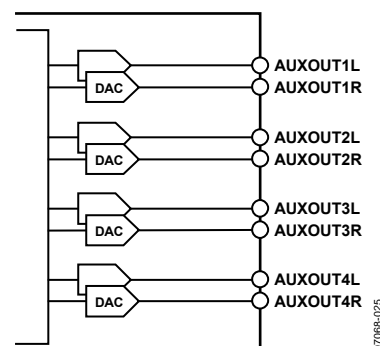 AUXOUT1L
DAC AUXOUT1R
AUXOUT2L
DAC AUXOUT2R
AUXOUT3L
DAC AUXOUT3R
AUXOUT4L
DAC AUXOUT4R
07068-025